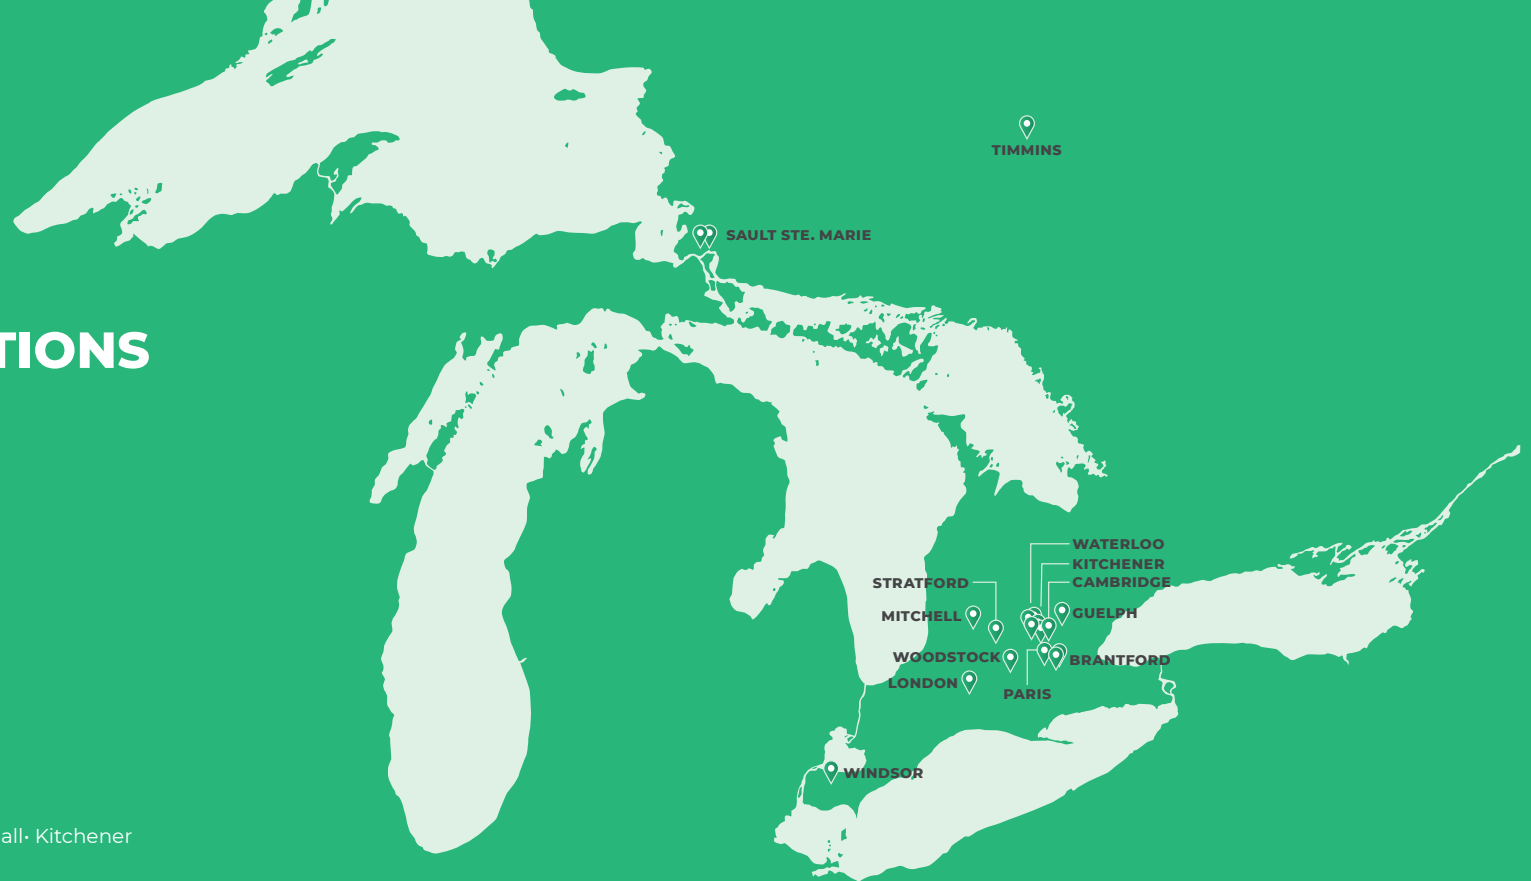 TIMMINS
SAULT STE. MARIE
TIONS
WATERLOO
KITCHENER
CAMBRIDGE
STRATFORD
GUELPH
MITCHELL
WOODSTOCK
BRANTFORD
LONDON
PARIS
WINDSOR
all• Kitchener